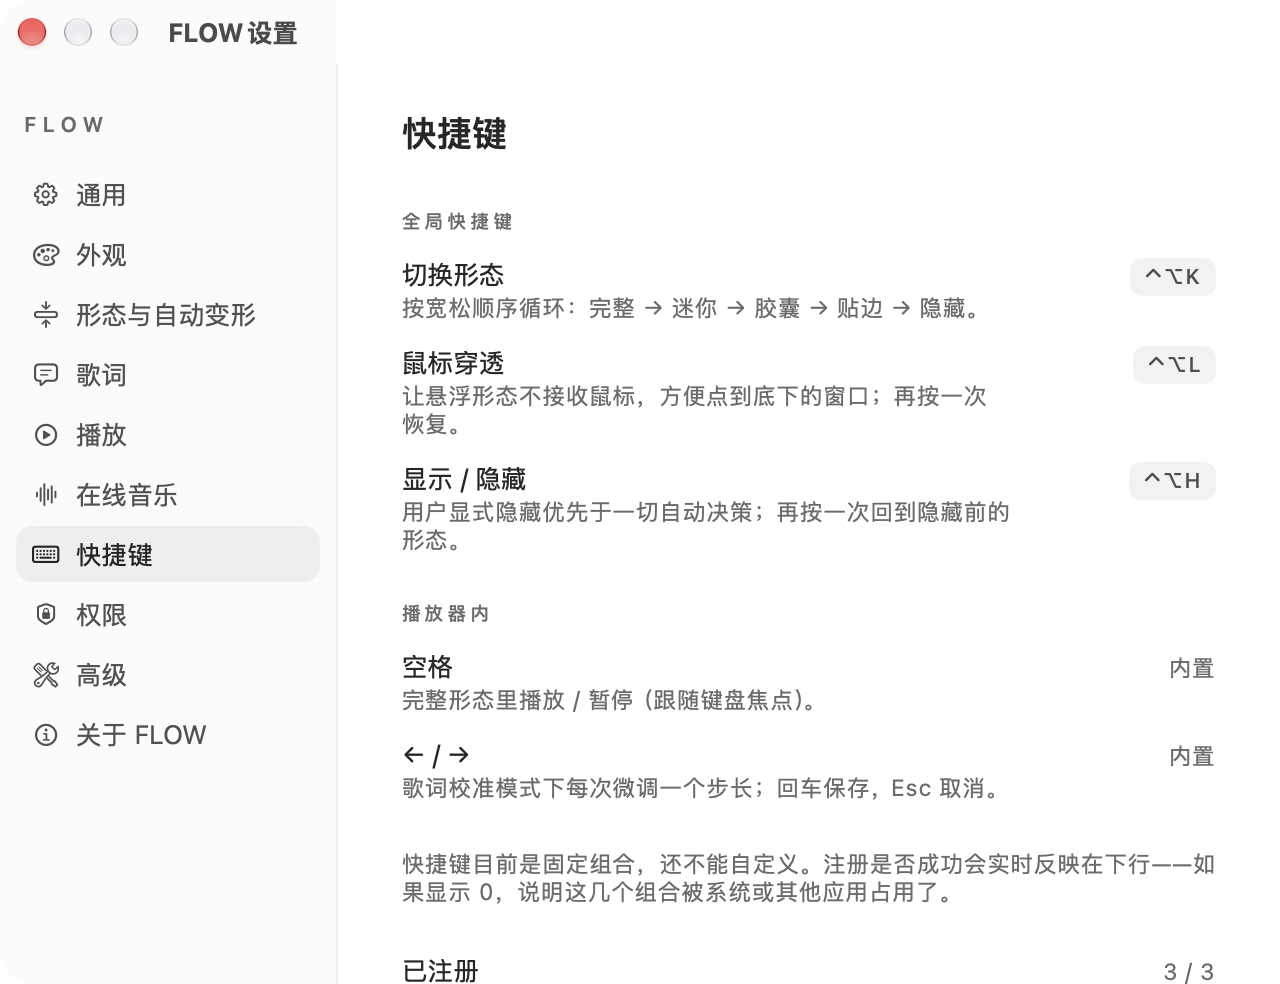 FLOW 设置
FLOW
通用
外观
形态与自动变形
歌词
播放
在线音乐
快捷键
权限
高级
关于 FLOW
快捷键
全局快捷键
切换形态
⌃⌥K
按宽松顺序循环：完整 → 迷你 → 胶囊 → 贴边 → 隐藏。
鼠标穿透
⌃⌥L
让悬浮形态不接收鼠标，方便点到底下的窗口；再按一次
恢复。
显示 / 隐藏
⌃⌥H
用户显式隐藏优先于一切自动决策；再按一次回到隐藏前的
形态。
播放器内
空格
内置
完整形态里播放 / 暂停（跟随键盘焦点）。
← / →
内置
歌词校准模式下每次微调一个步长；回车保存，Esc 取消。
快捷键目前是固定组合，还不能自定义。注册是否成功会实时反映在下行——如
果显示 0，说明这几个组合被系统或其他应用占用了。
已注册
3 / 3